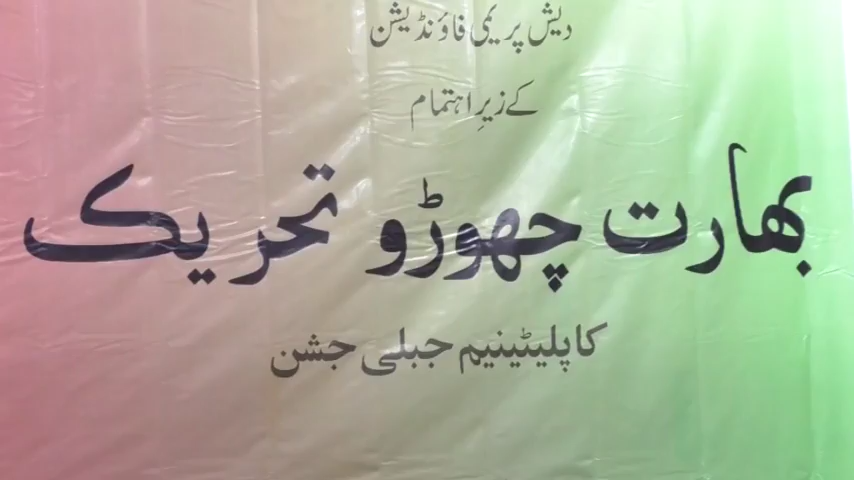 دیش پریمی فاؤنڈیشن
کے زیرِ اہتمام
بھارت چھوڑو تحریک
کا پلیٹینیم جبلی جشن